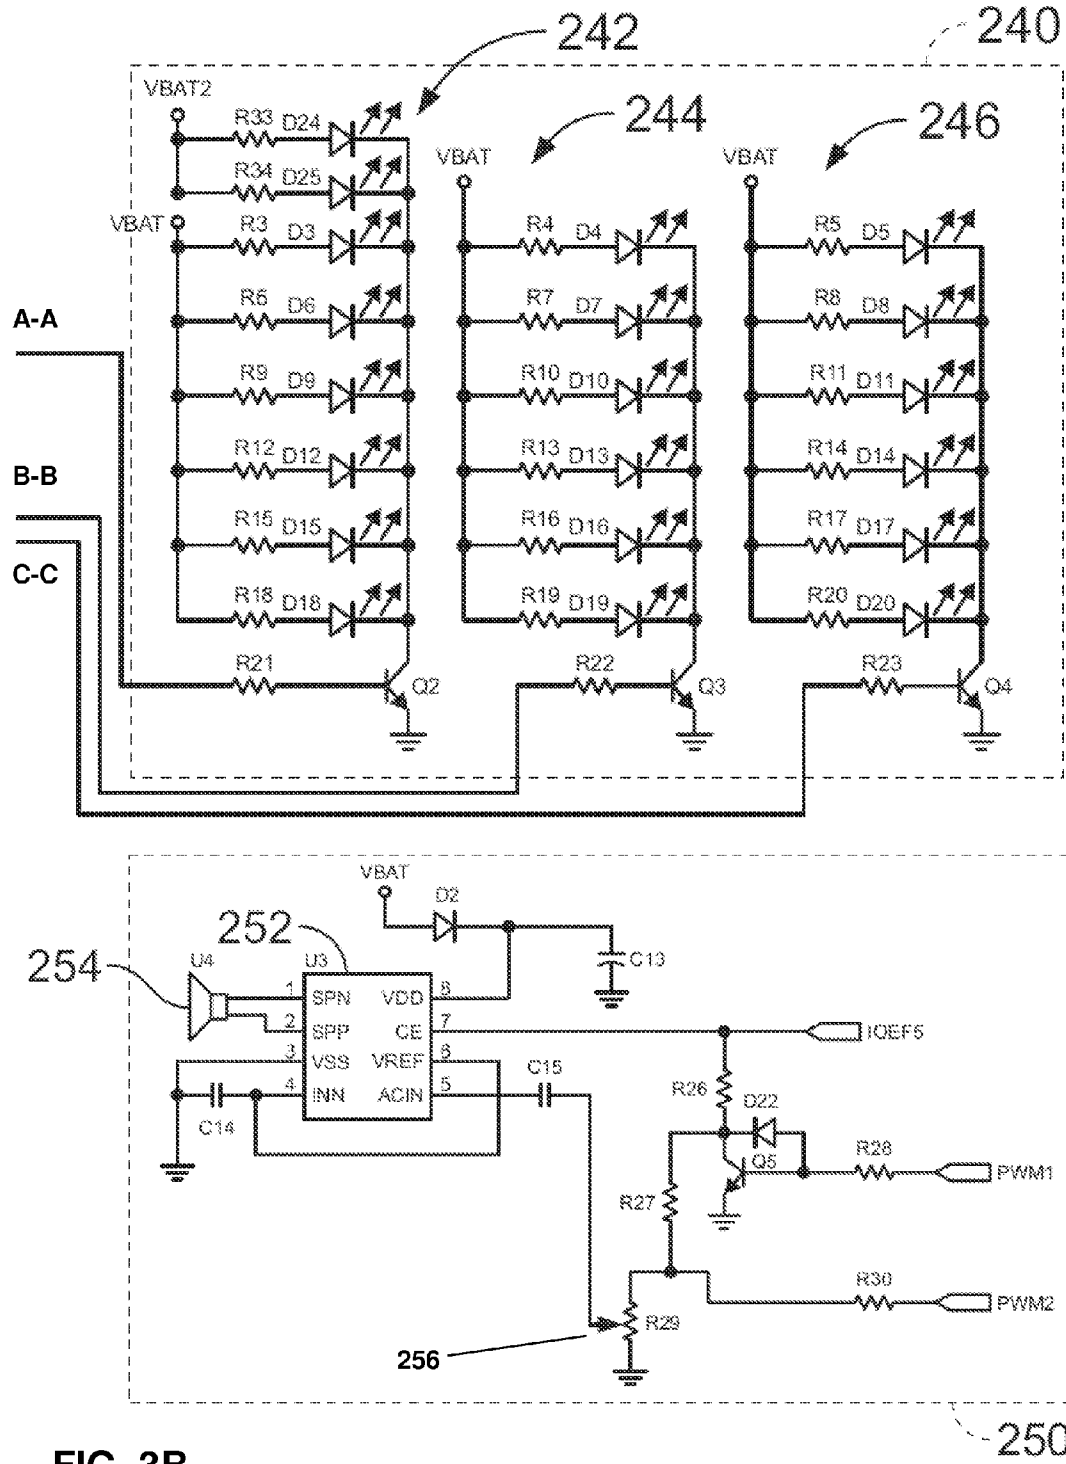 242
240
VBAT2
R33 D24
244
246
R34 D25
VBAT
VBAT
VBAT
R3 D3
R4 D4
R5 D5
A-A
R6 D6
R7 D7
R8 D8
R9 D9
R10 D10
R11 D11
B-B
R12 D12
R13 D13
R14 D14
C-C
R15 D15
R16 D16
R17 D17
R18 D18
R19 D19
R20 D20
R21
Q2
R22
Q3
R23
Q4
VBAT
D2
252
254
U4
U3
C13
1 SPN VDD 8
2 SPP CE 7
IOEF5
3 VSS VREF 6
4 INN ACIN 5
C15
C14
R26
D22
Q5
R28
PWM1
R27
R30
PWM2
R29
256
250
FIG. 3B